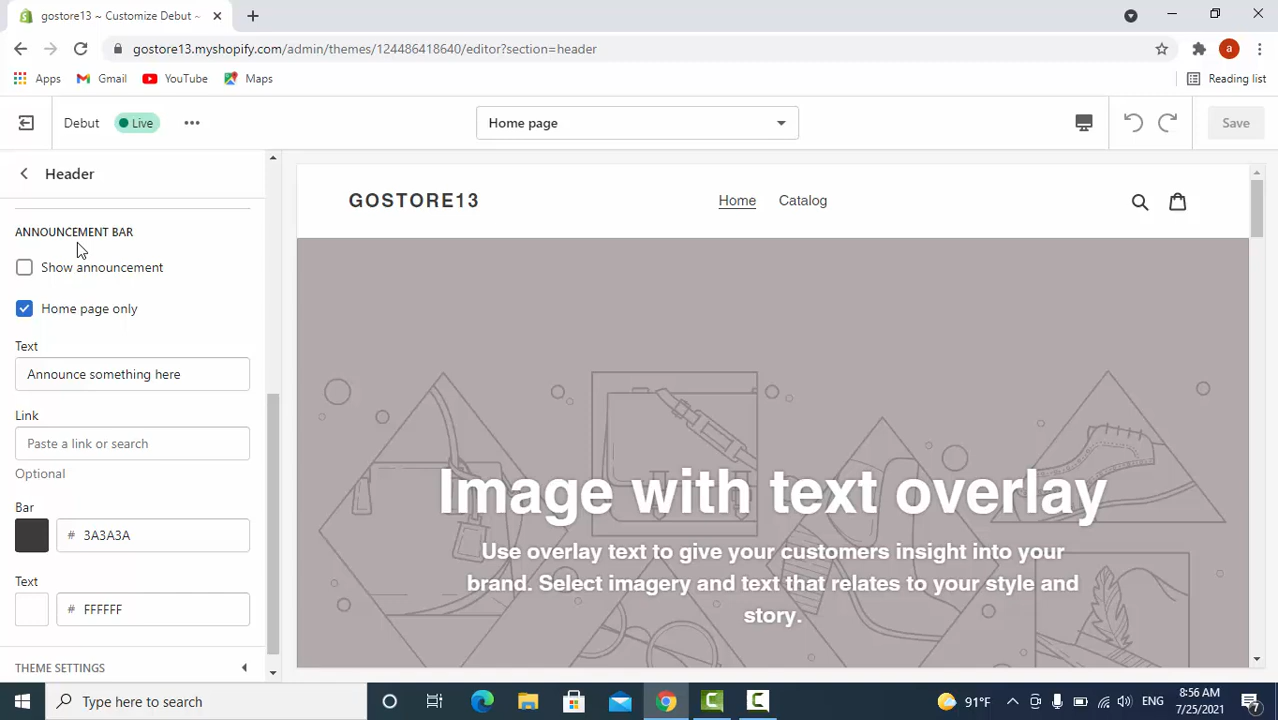 gostore13 ~ Customize Debut ~
gostore13.myshopify.com/admin/themes/124486418640/editor?section=header
a
Apps
Gmail
YouTube
Maps
Reading list
Debut
Live
Home page
Save
Header
ANNOUNCEMENT BAR
Show announcement
Home page only
Text
Announce something here
Link
Paste a link or search
Optional
Bar
# 3A3A3A
Text
# FFFFFF
THEME SETTINGS
GOSTORE13
Home
Catalog
Image with text overlay
Use overlay text to give your customers insight into your
brand. Select imagery and text that relates to your style and
story.
Type here to search
91°F
ENG
8:56 AM
7/25/2021
7